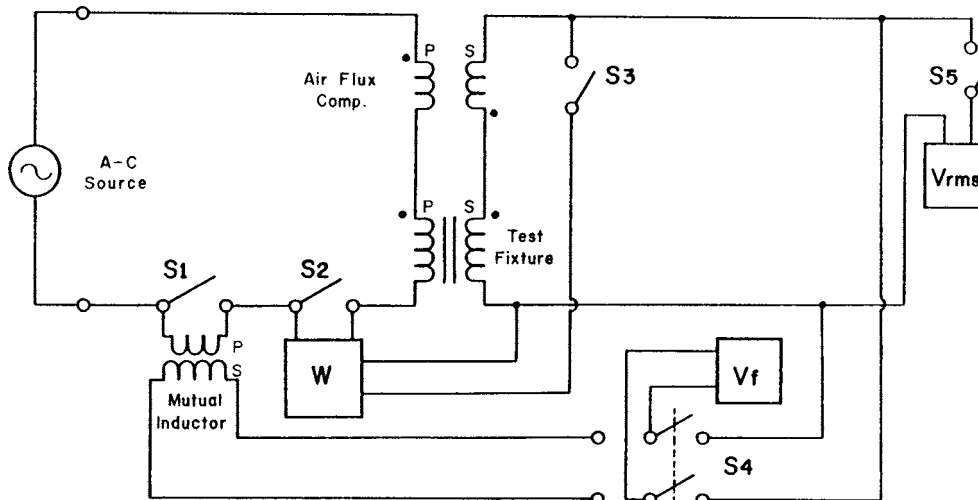 P S
Air Flux
Comp.
S3
S5
A-C
Source
Vrms
P S
Test
Fixture
S1
S2
P
S
W
Vf
Mutual
Inductor
S4